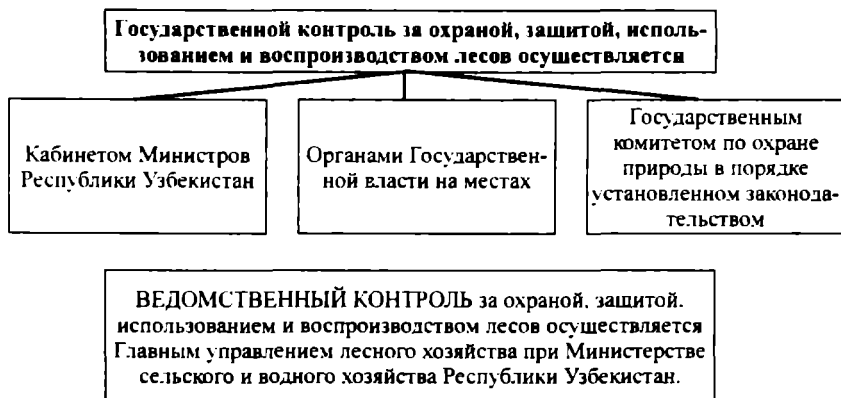 Государственной контроль за охраной, защитой, исполь-
зованием и воспроизводством лесов осуществляется
Кабинетом Министров
Республики Узбекистан
Органами Государствен-
ной власти на местах
Государственным
комитетом по охране
природы в порядке
установленном законода-
тельством
ВЕДОМСТВЕННЫЙ КОНТРОЛЬ за охраной, защитой.
использованием и воспроизводством лесов осуществляется
Главным управлением лесного хозяйства при Министерстве
сельского и водного хозяйства Республики Узбекистан.